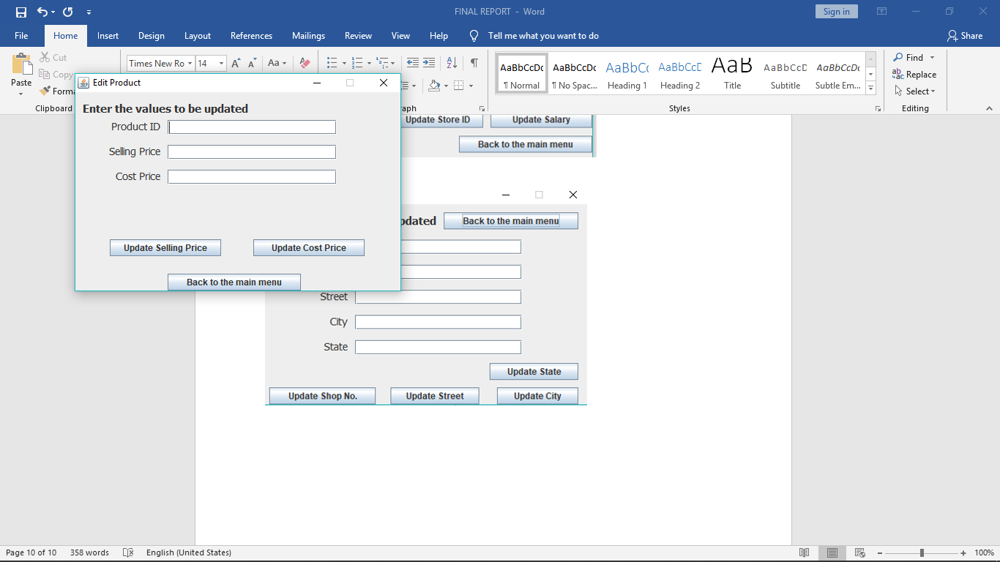 FINAL REPORT - Word
Sign in
File Home Insert Design Layout References Mailings Review View Help Tell me what you want to do Share
Cut
Copy
Paste
Clipboard
Times New Ro 14
Aa
AaBbCcDc AaBbCcDc AaBbCc AaBbCcD AaB AaBbCcD AaBbCcDc
¶ Normal ¶ No Spac... Heading 1 Heading 2 Title Subtitle Subtle Em...
Styles
Find
Replace
Select
Editing
Edit Product
Enter the values to be updated
Product ID
Selling Price
Cost Price
Update Selling Price Update Cost Price
Back to the main menu
Update Store ID Update Salary
Back to the main menu
Back to the main menu
Street
City
State
Update State
Update Shop No. Update Street Update City
Page 10 of 10 358 words English (United States) 100%